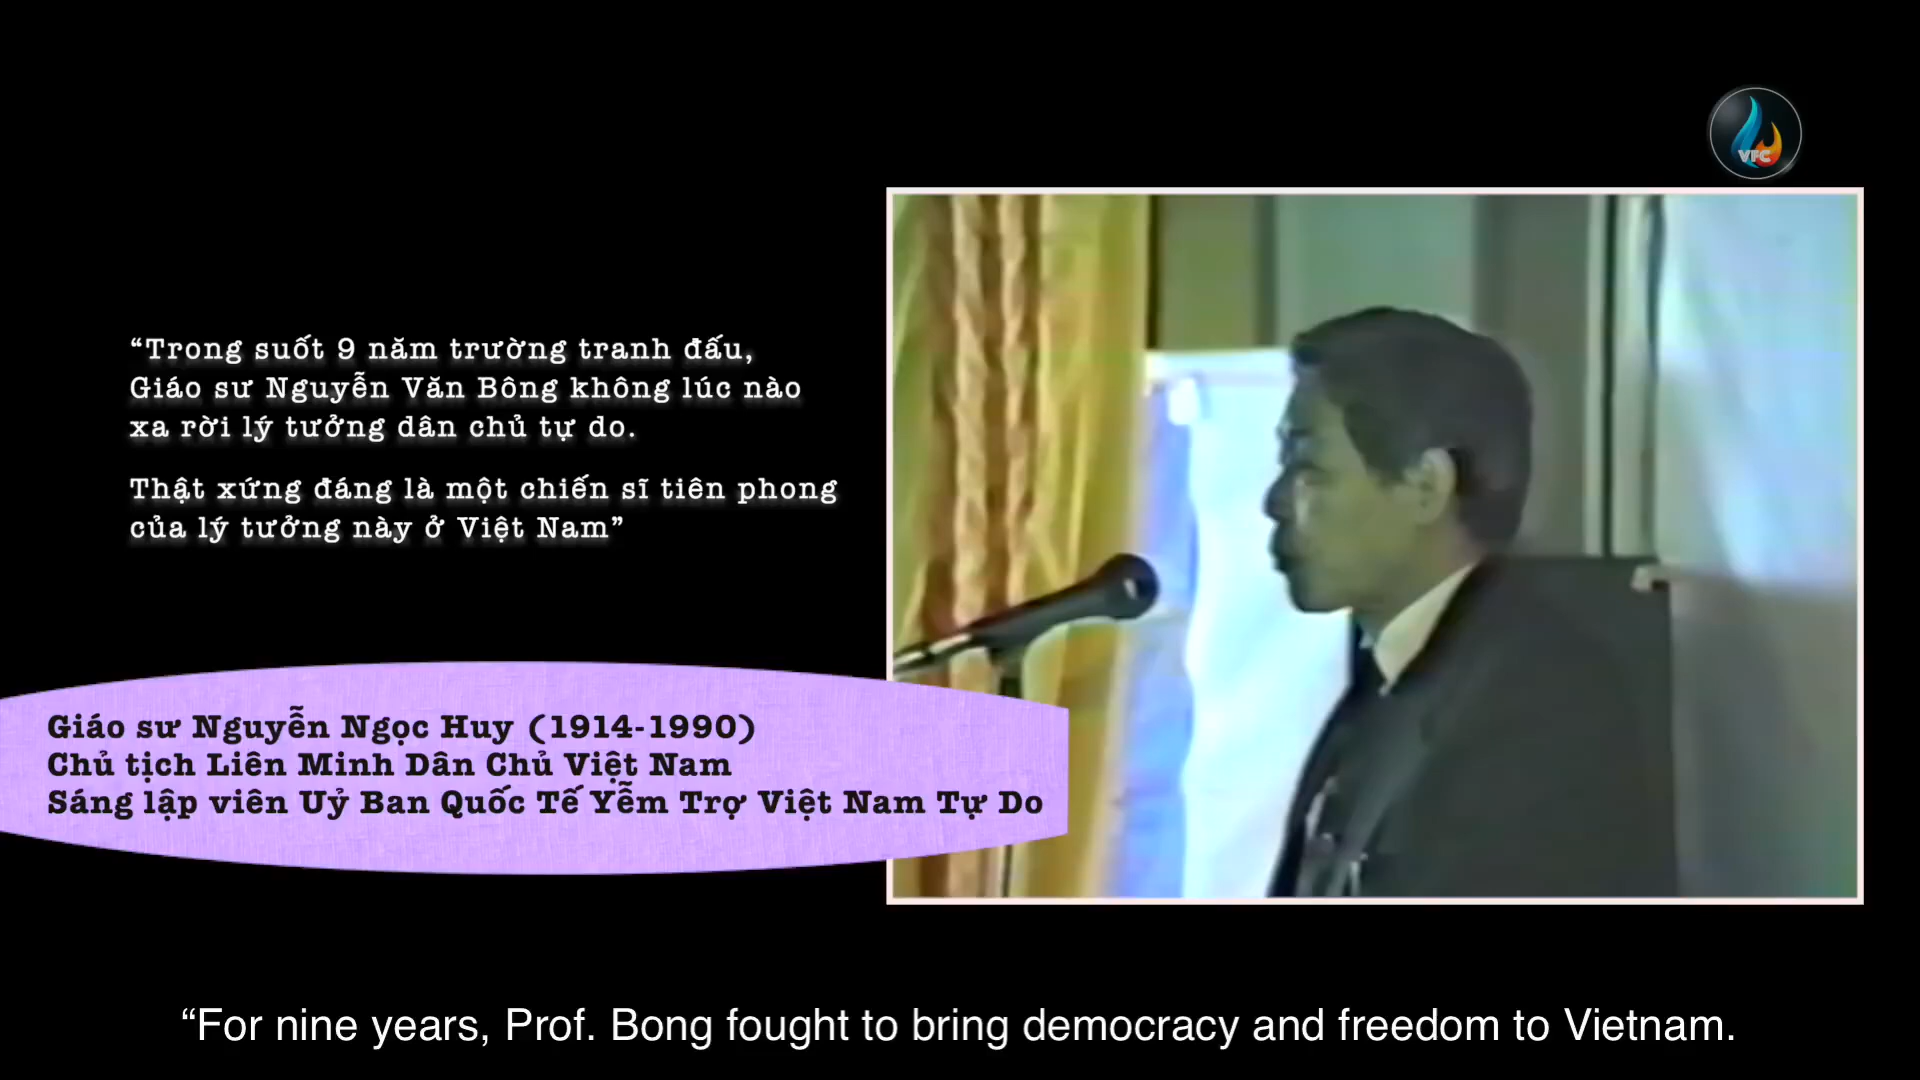 VFC
“Trong suốt 9 năm trường tranh đấu,
Giáo sư Nguyễn Văn Bông không lúc nào
xa rời lý tưởng dân chủ tự do.
Thật xứng đáng là một chiến sĩ tiên phong
của lý tưởng này ở Việt Nam”
Giáo sư Nguyễn Ngọc Huy (1914-1990)
Chủ tịch Liên Minh Dân Chủ Việt Nam
Sáng lập viên Uỷ Ban Quốc Tế Yễm Trợ Việt Nam Tự Do
“For nine years, Prof. Bong fought to bring democracy and freedom to Vietnam.